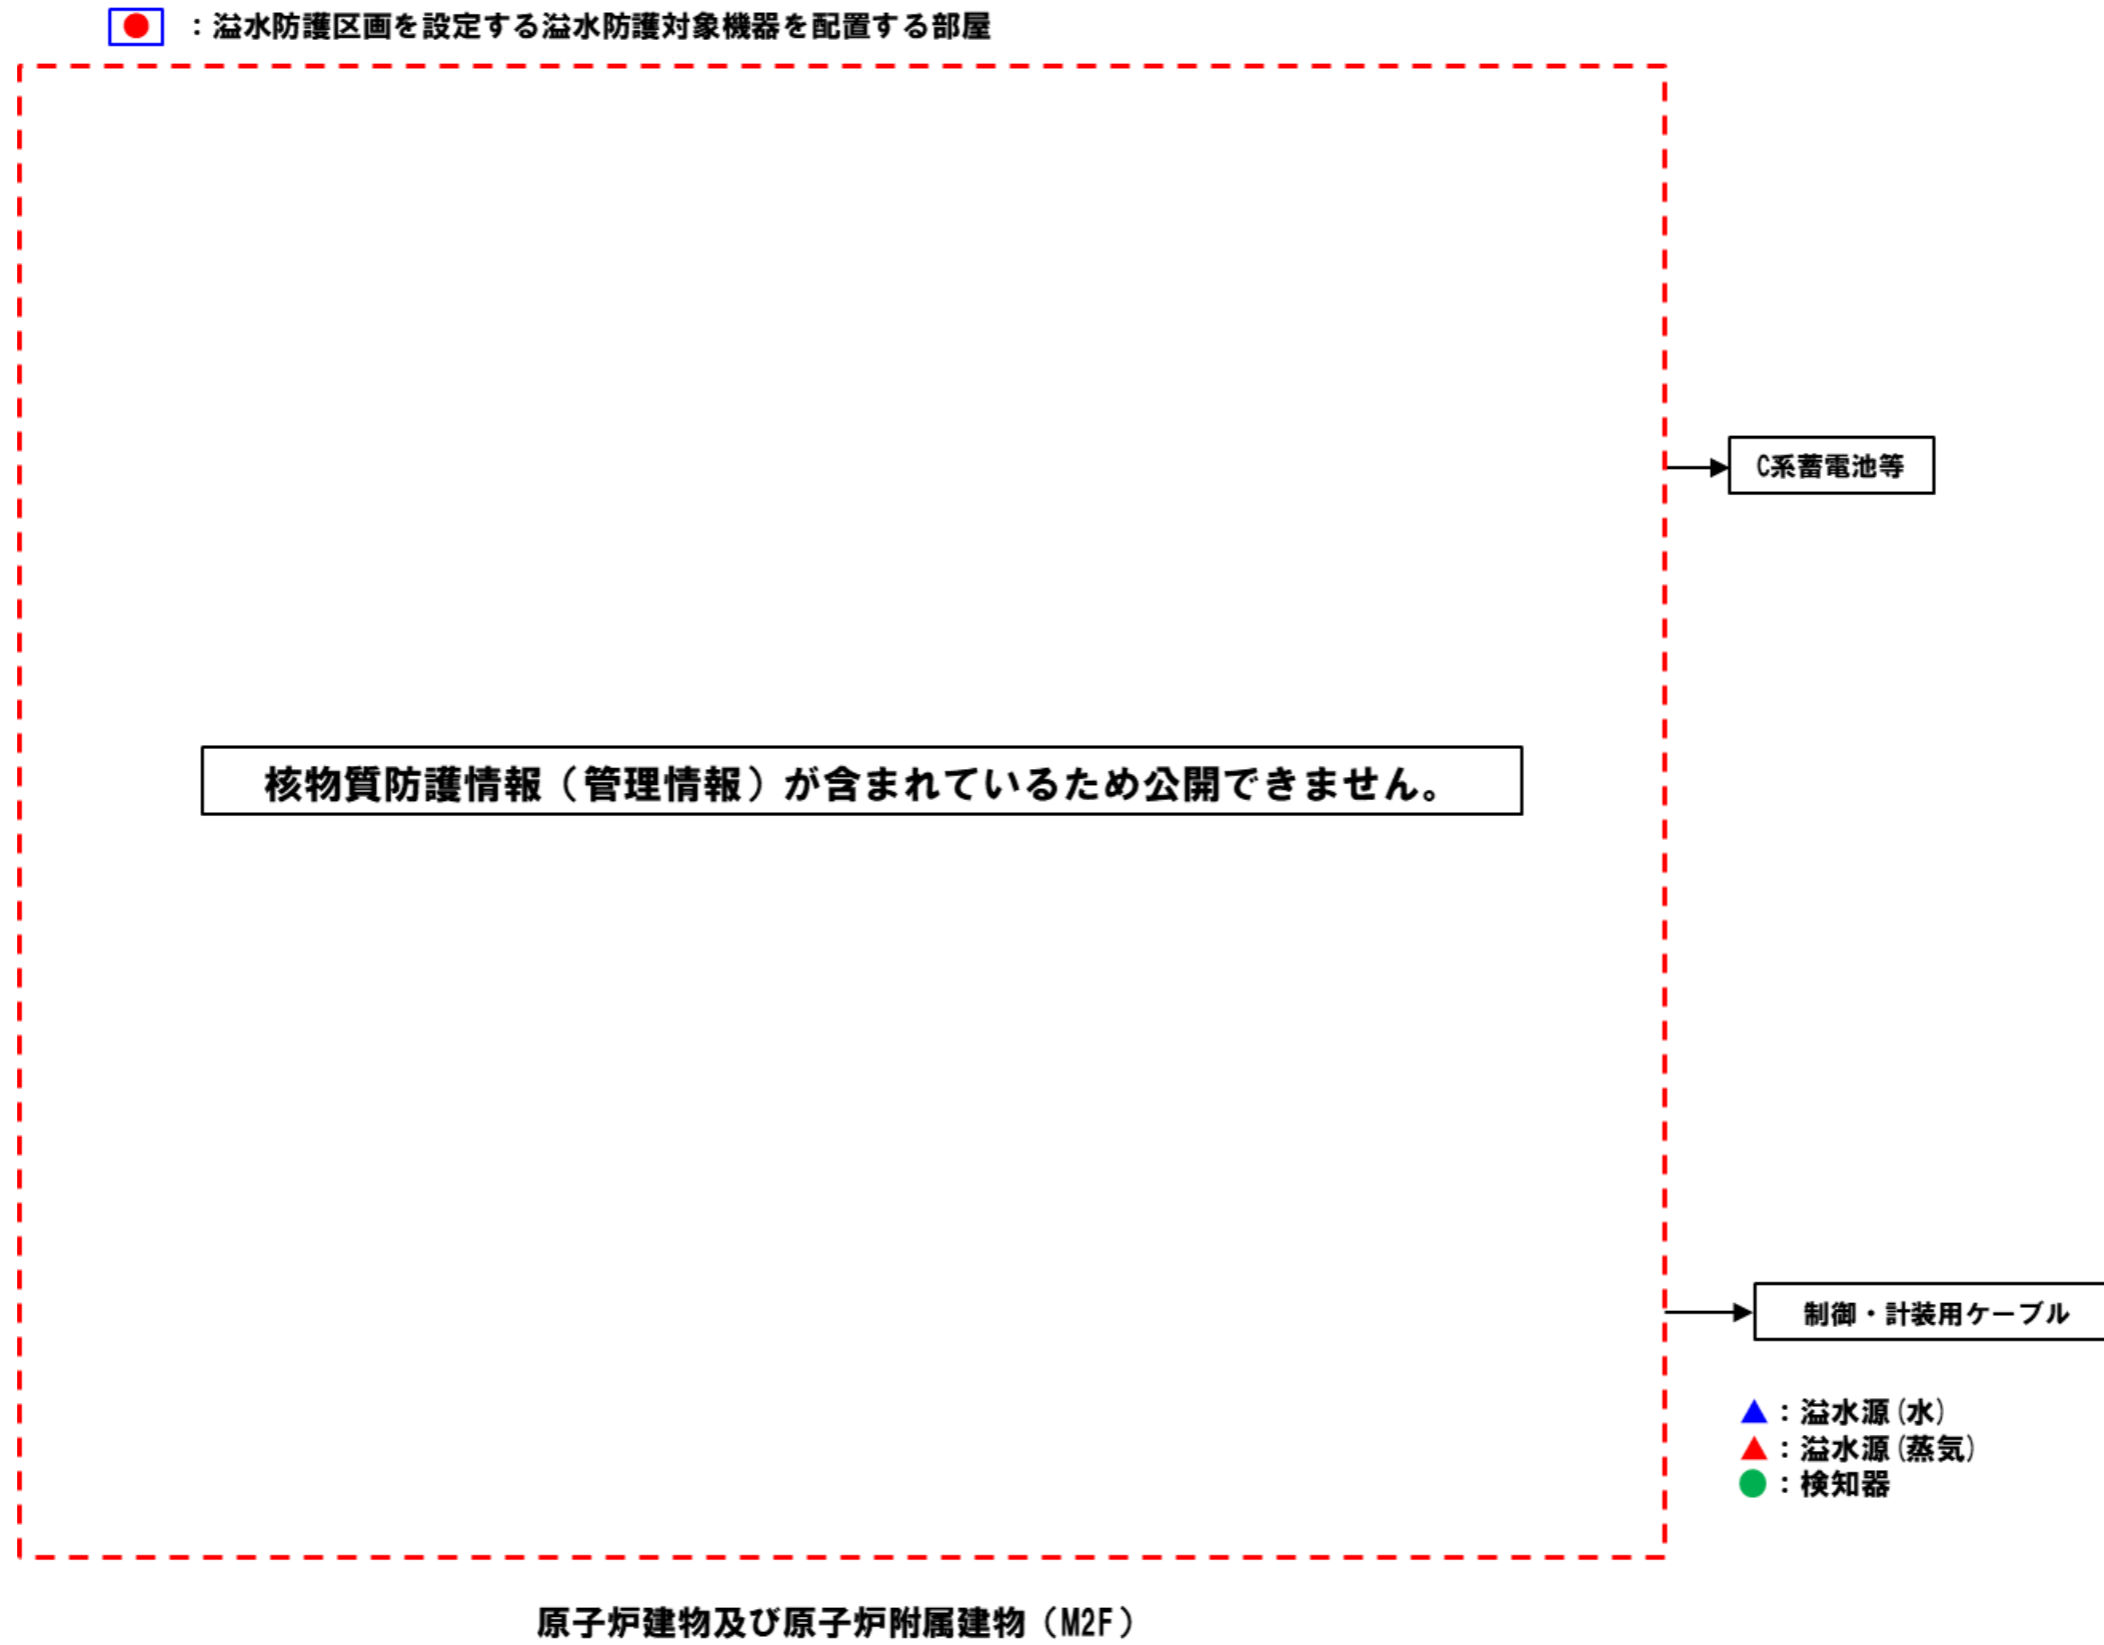 ：溢水防護区画を設定する溢水防護対象機器を配置する部屋
C系蓄電池等
核物質防護情報（管理情報）が含まれているため公開できません。
制御・計装用ケーブル
：溢水源(水)
：溢水源(蒸気)
：検知器
原子炉建物及び原子炉附属建物（M2F）